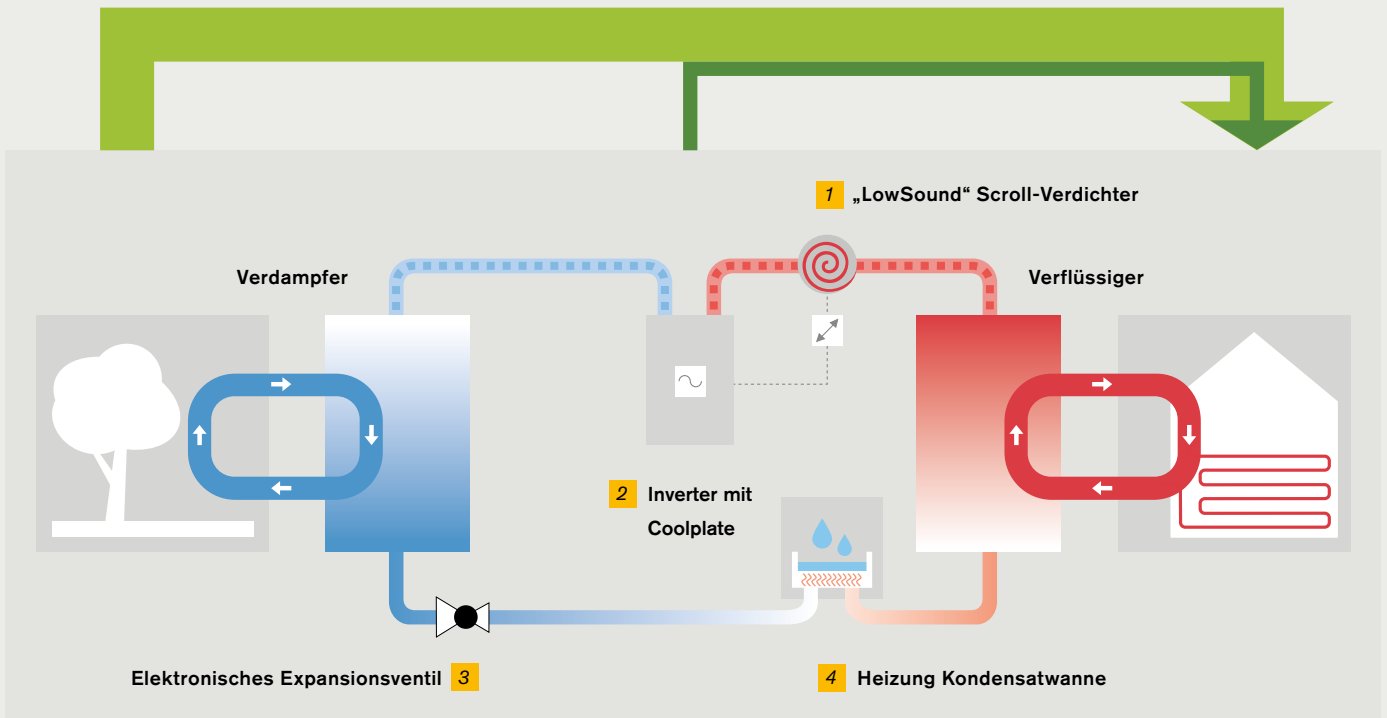 1 „LowSound“ Scroll-Verdichter
Verdampfer
Verflüssiger
2 Inverter mit
Coolplate
Elektronisches Expansionsventil 3
4 Heizung Kondensatwanne